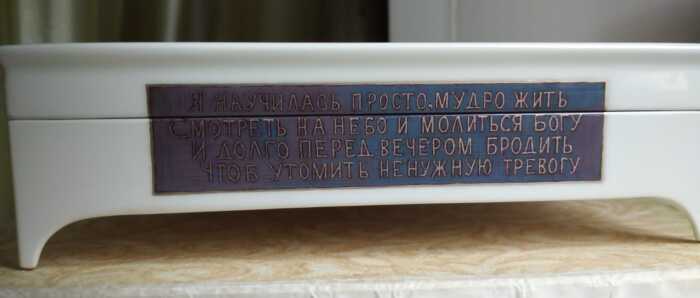 Я НАУЧИЛАСЬ ПРОСТО, МУДРО ЖИТЬ
СМОТРЕТЬ НА НЕБО И МОЛИТЬСЯ БОГУ
И ДОЛГО ПЕРЕД ВЕЧЕРОМ БРОДИТЬ
ЧТОБ УТОМИТЬ НЕНУЖНУЮ ТРЕВОГУ